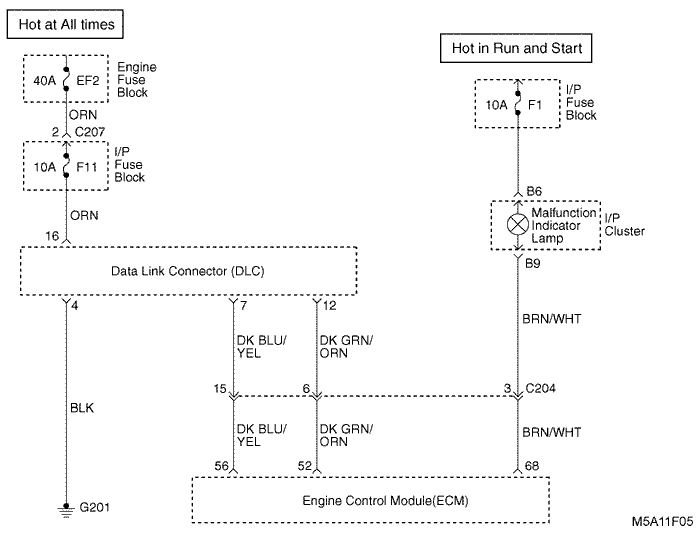 Hot at All times
Hot in Run and Start
40A EF2
Engine
Fuse
Block
ORN
2 C207
10A F11
I/P
Fuse
Block
ORN
16
10A F1
I/P
Fuse
Block
B6
Malfunction
Indicator
Lamp
I/P
Cluster
B9
Data Link Connector (DLC)
4
7
12
DK BLU/
YEL
DK GRN/
ORN
BRN/WHT
15
6
3 C204
BLK
DK BLU/
YEL
DK GRN/
ORN
BRN/WHT
56
52
68
Engine Control Module(ECM)
G201
M5A11F05